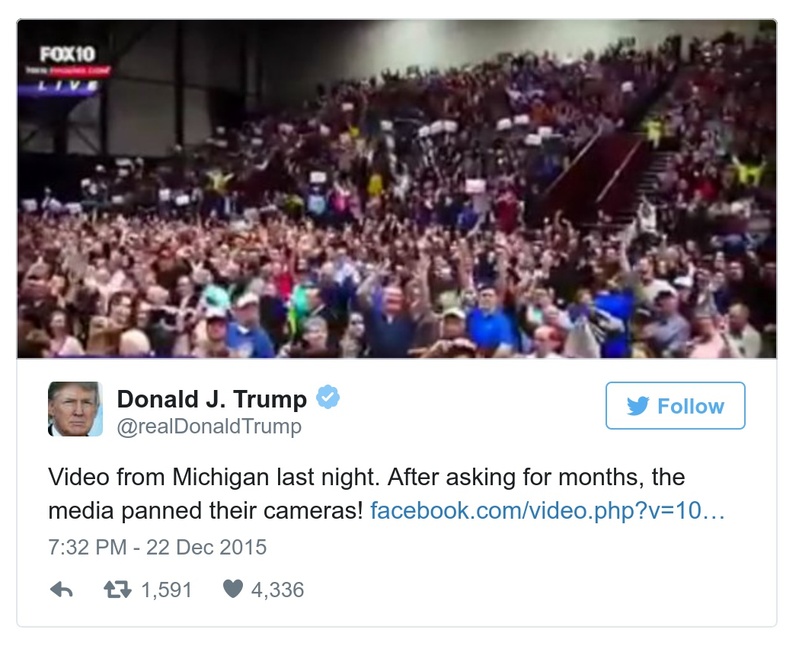 FOX10
LIVE
Donald J. Trump
@realDonaldTrump
Follow
Video from Michigan last night. After asking for months, the
media panned their cameras! facebook.com/video.php?v=10…
7:32 PM - 22 Dec 2015
1,591
4,336